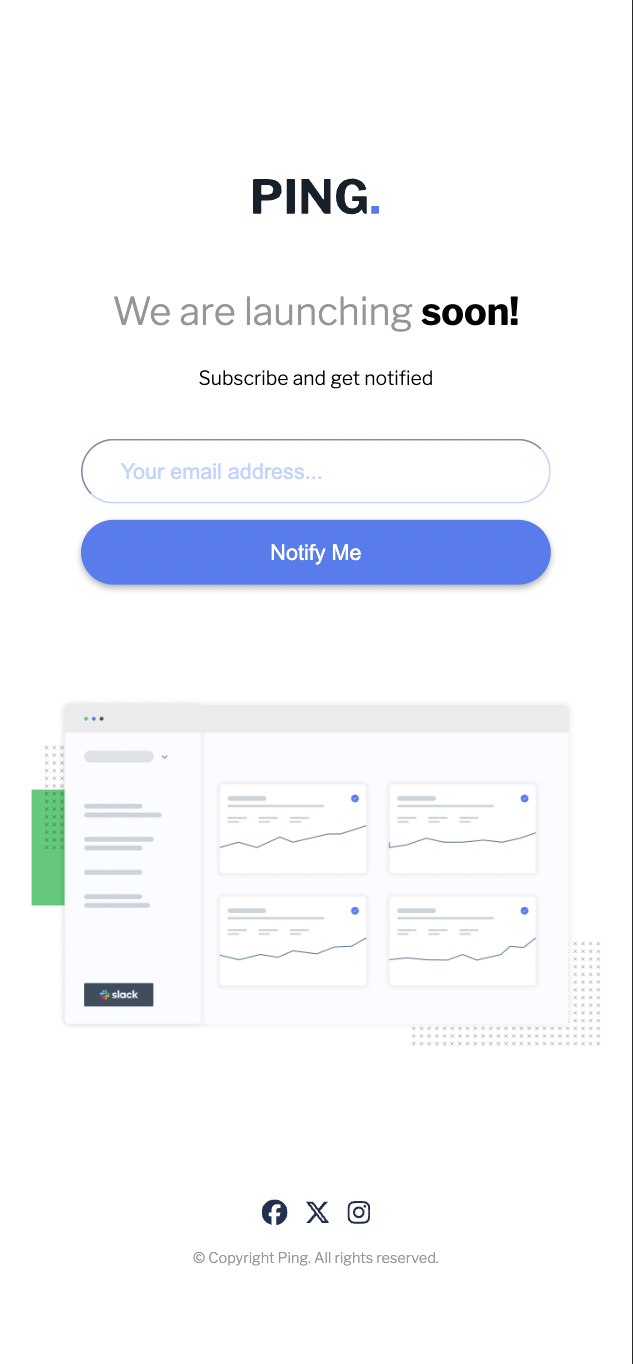 PING.
We are launching soon!
Subscribe and get notified
Your email address...
Notify Me
slack
© Copyright Ping. All rights reserved.